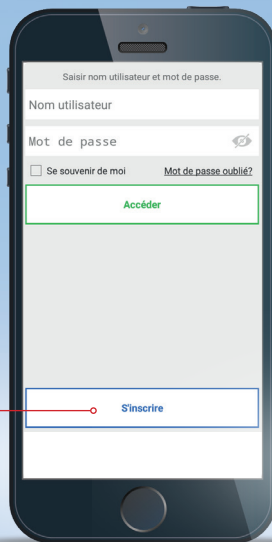 Saisir nom utilisateur et mot de passe.
Nom utilisateur
Mot de passe
Se souvenir de moi Mot de passe oublié?
Accéder
S'inscrire